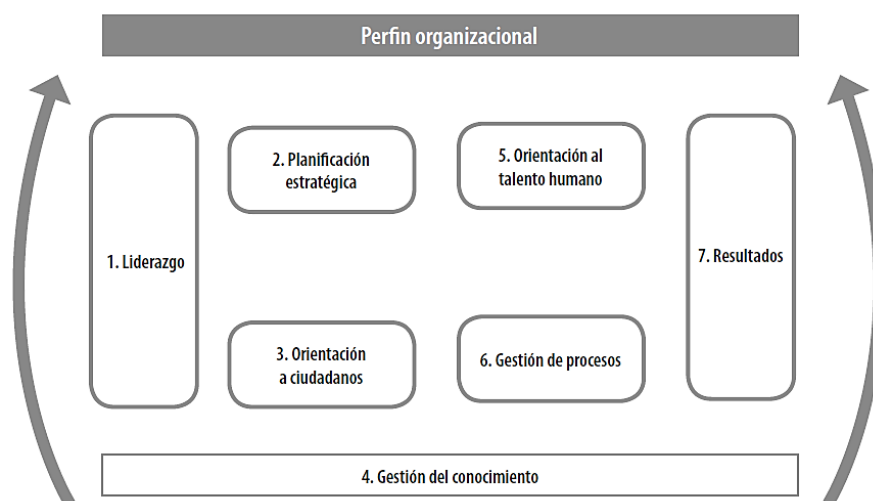 Perfin organizacional
1. Liderazgo
2. Planificación
estratégica
3. Orientación
a ciudadanos
5. Orientación al
talento humano
6. Gestión de procesos
7. Resultados
4. Gestión del conocimiento